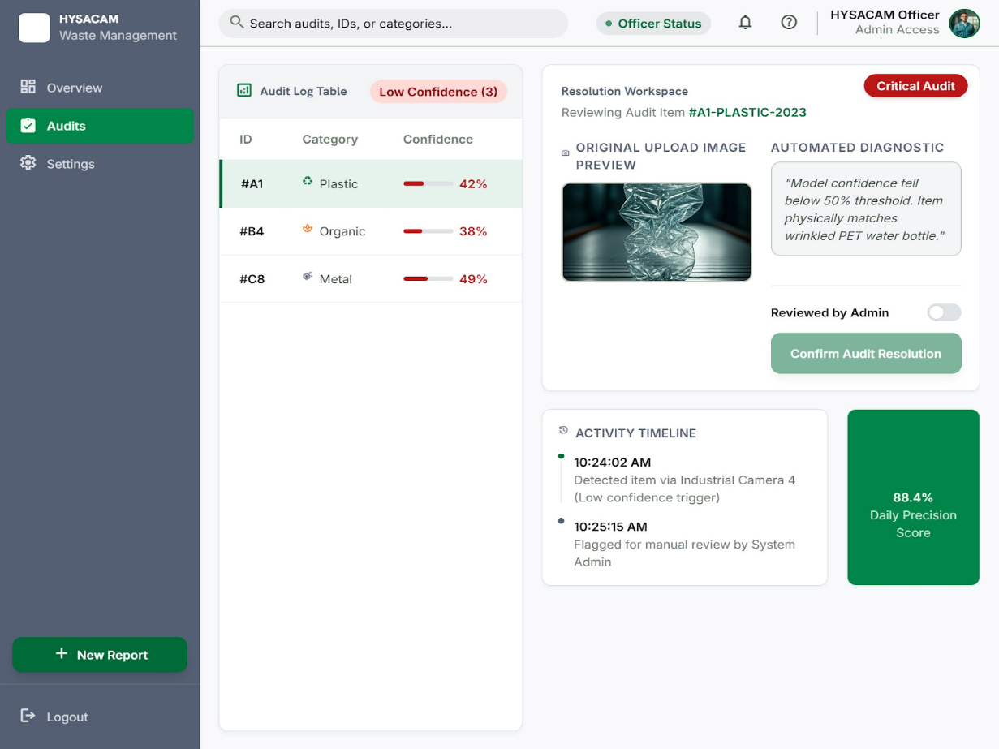 HYSACAM
Waste Management
Overview
Audits
Settings
New Report
Logout
Search audits, IDs, or categories...
Officer Status
HYSACAM Officer
Admin Access
Audit Log Table
Low Confidence (3)
ID Category Confidence
#A1 Plastic 42%
#B4 Organic 38%
#C8 Metal 49%
Critical Audit
Resolution Workspace
Reviewing Audit Item #A1-PLASTIC-2023
ORIGINAL UPLOAD IMAGE
PREVIEW
AUTOMATED DIAGNOSTIC
"Model confidence fell
below 50% threshold. Item
physically matches
wrinkled PET water bottle."
Reviewed by Admin
Confirm Audit Resolution
ACTIVITY TIMELINE
10:24:02 AM
Detected item via Industrial Camera 4
(Low confidence trigger)
10:25:15 AM
Flagged for manual review by System
Admin
88.4%
Daily Precision
Score